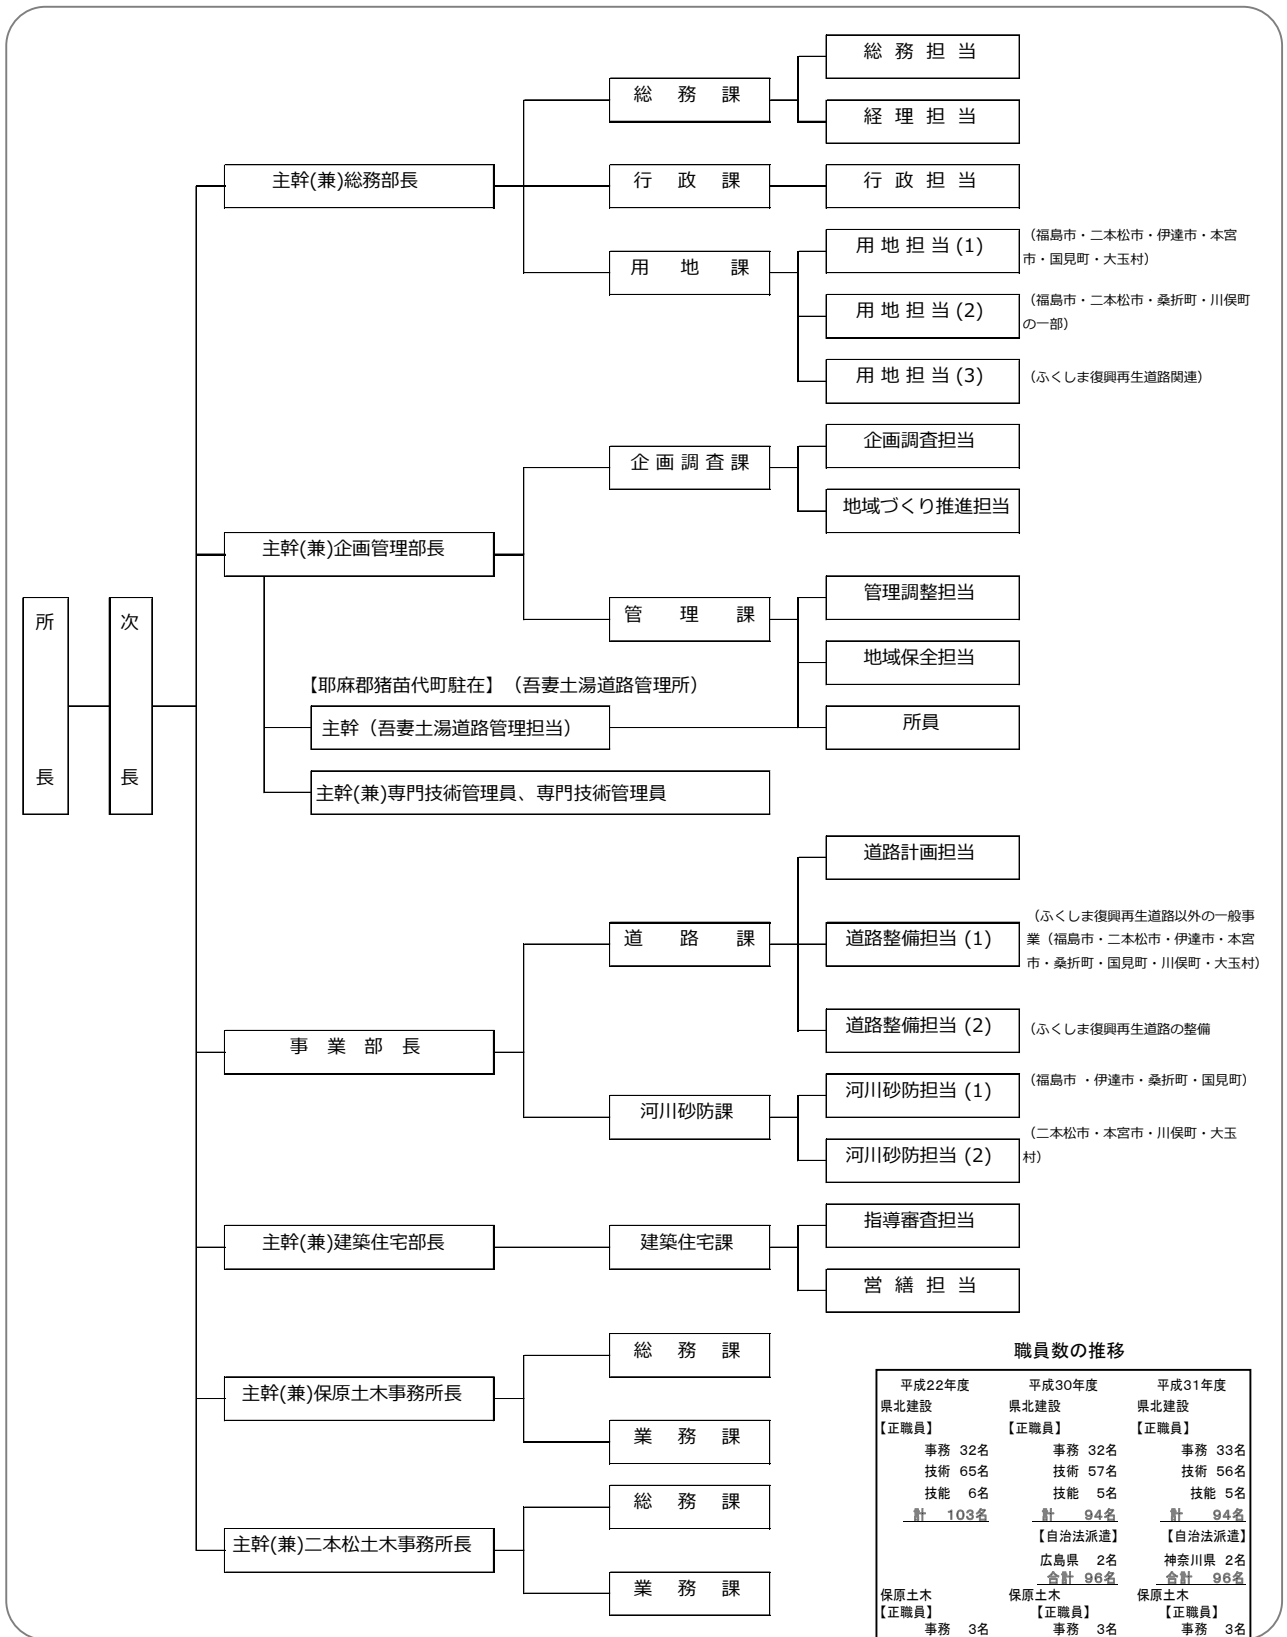 総務担当
総務課
経理担当
主幹(兼)総務部長
行政課
行政担当
用地担当(1)
（福島市・二本松市・伊達市・本宮
市・国見町・大玉村）
用地課
用地担当(2)
（福島市・二本松市・桑折町・川俣町
の一部）
用地担当(3)
（ふくしま復興再生道路関連）
企画調査担当
企画調査課
地域づくり推進担当
主幹(兼)企画管理部長
管理調整担当
管理課
所長
次長
地域保全担当
【耶麻郡猪苗代町駐在】（吾妻土湯道路管理所）
主幹（吾妻土湯道路管理担当）
所員
主幹(兼)専門技術管理員、専門技術管理員
道路計画担当
道路課
道路整備担当(1)
（ふくしま復興再生道路以外の一般事
業（福島市・二本松市・伊達市・本宮
市・桑折町・国見町・川俣町・大玉村）
道路整備担当(2)
（ふくしま復興再生道路の整備
事業部長
河川砂防担当(1)
（福島市・伊達市・桑折町・国見町）
河川砂防課
河川砂防担当(2)
（二本松市・本宮市・川俣町・大玉
村）
指導審査担当
主幹(兼)建築住宅部長
建築住宅課
営繕担当
総務課
主幹(兼)保原土木事務所長
業務課
総務課
主幹(兼)二本松土木事務所長
業務課
職員数の推移
平成22年度 平成30年度 平成31年度
県北建設 県北建設 県北建設
【正職員】 【正職員】 【正職員】
事務 32名 事務 32名 事務 33名
技術 65名 技術 57名 技術 56名
技能 6名 技能 5名 技能 5名
計 103名 計 94名 計 94名
【自治法派遣】 【自治法派遣】
広島県 2名 神奈川県 2名
合計 96名 合計 96名
保原土木 保原土木 保原土木
【正職員】 【正職員】 【正職員】
事務 3名 事務 3名 事務 3名